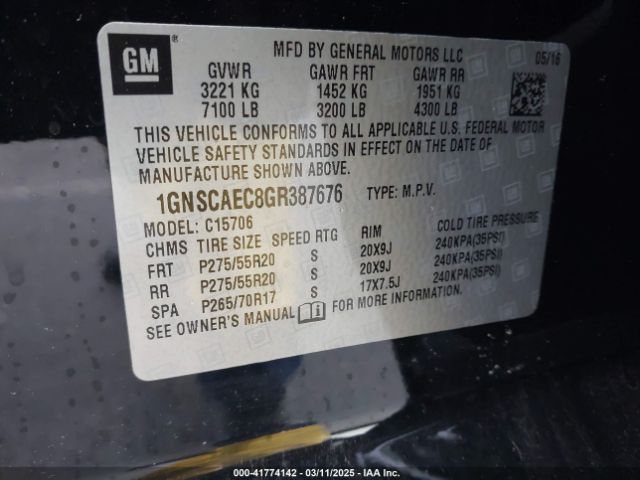 GM ®
MFD BY GENERAL MOTORS LLC 05/16
GVWR GAWR FRT GAWR RR
3221 KG 1452 KG 1951 KG
7100 LB 3200 LB 4300 LB
THIS VEHICLE CONFORMS TO ALL APPLICABLE U.S. FEDERAL MOTOR
VEHICLE SAFETY STANDARDS IN EFFECT ON THE DATE OF
MANUFACTURE SHOWN ABOVE.
1GNSCAEC8GR387676 TYPE: M.P.V.
MODEL: C15706
CHMS TIRE SIZE SPEED RTG RIM COLD TIRE PRESSURE
FRT P275/55R20 S 20X9J 240KPA(35PSI)
RR P275/55R20 S 20X9J 240KPA(35PSI)
SPA P265/70R17 S 17X7.5J 240KPA(35PSI)
SEE OWNER'S MANUAL i FOR MORE INFORMATION.
000-41774142 - 03/11/2025 - IAA Inc.